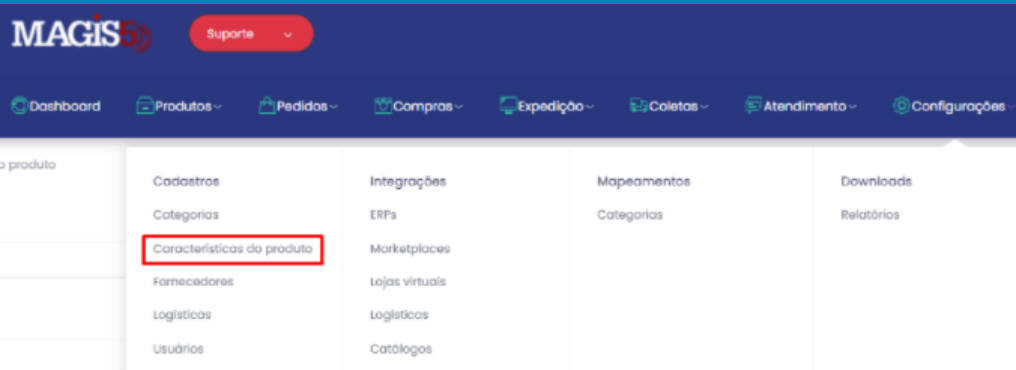 MAGIS5
Suporte
Dashboard Produtos Pedidos Compras Expedição Coletas Atendimento Configurações
o produto
Cadastros
Categorias
Características do produto
Fornecedores
Logísticas
Usuários
Integrações
ERPs
Marketplaces
Lojas virtuais
Logísticos
Catálogos
Mapeamentos
Categorias
Downloads
Relatórios